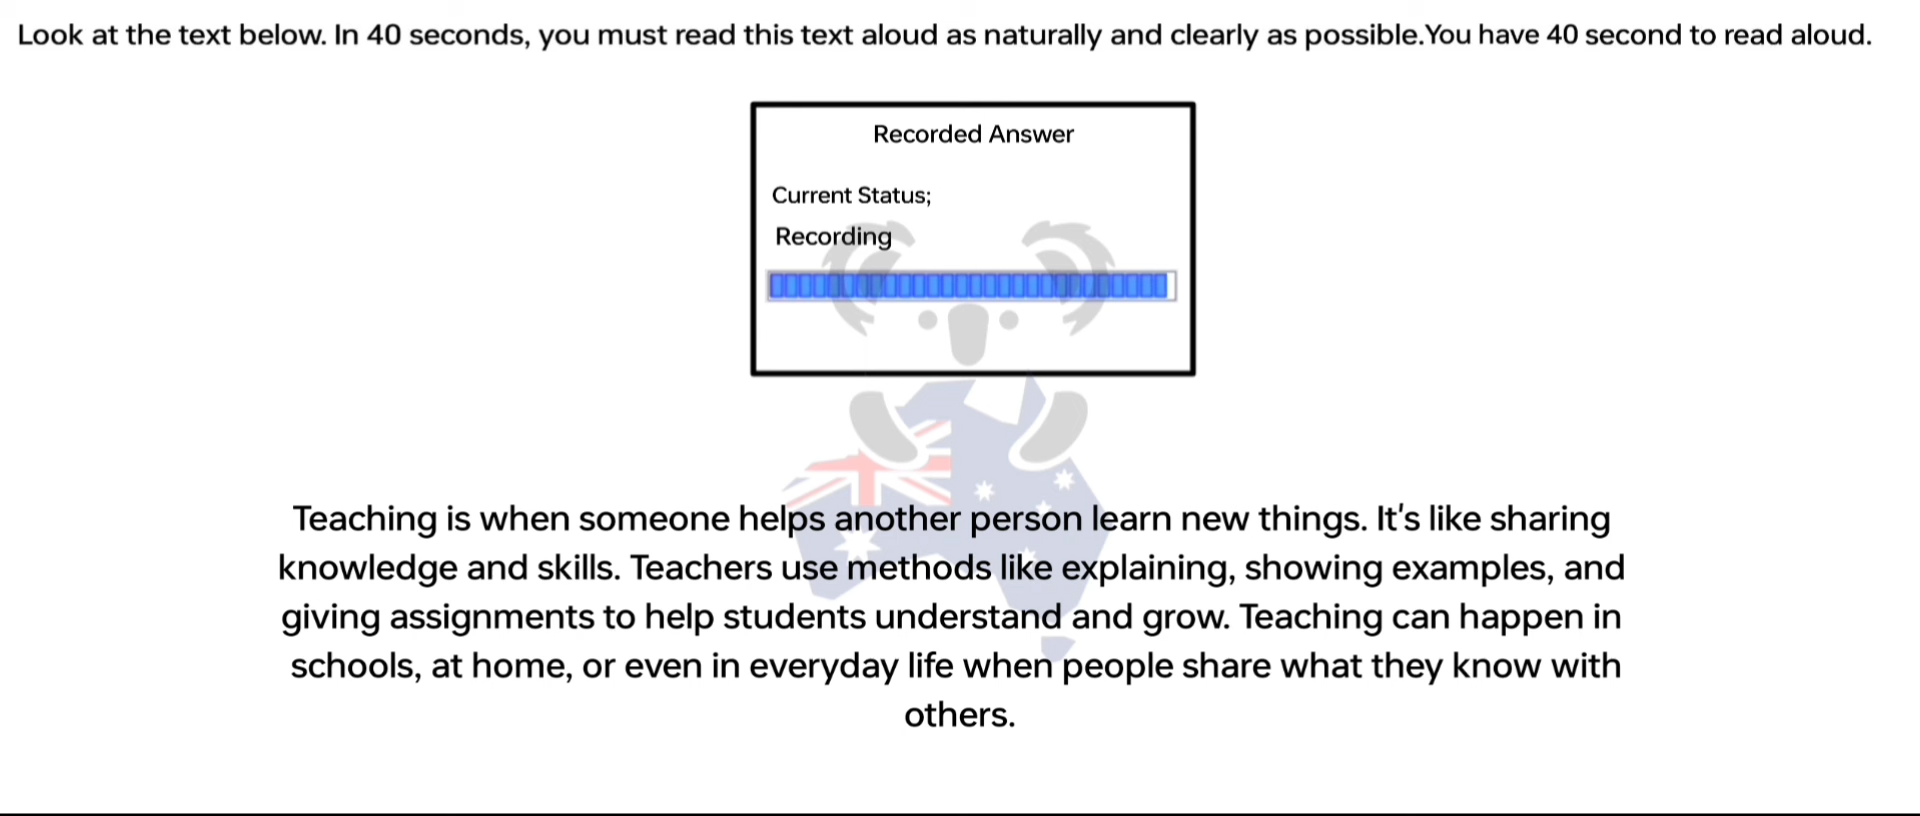 Look at the text below. In 40 seconds, you must read this text aloud as naturally and clearly as possible.You have 40 second to read aloud.
Recorded Answer
Current Status;
Recording
Teaching is when someone helps another person learn new things. It's like sharing
knowledge and skills. Teachers use methods like explaining, showing examples, and
giving assignments to help students understand and grow. Teaching can happen in
schools, at home, or even in everyday life when people share what they know with
others.